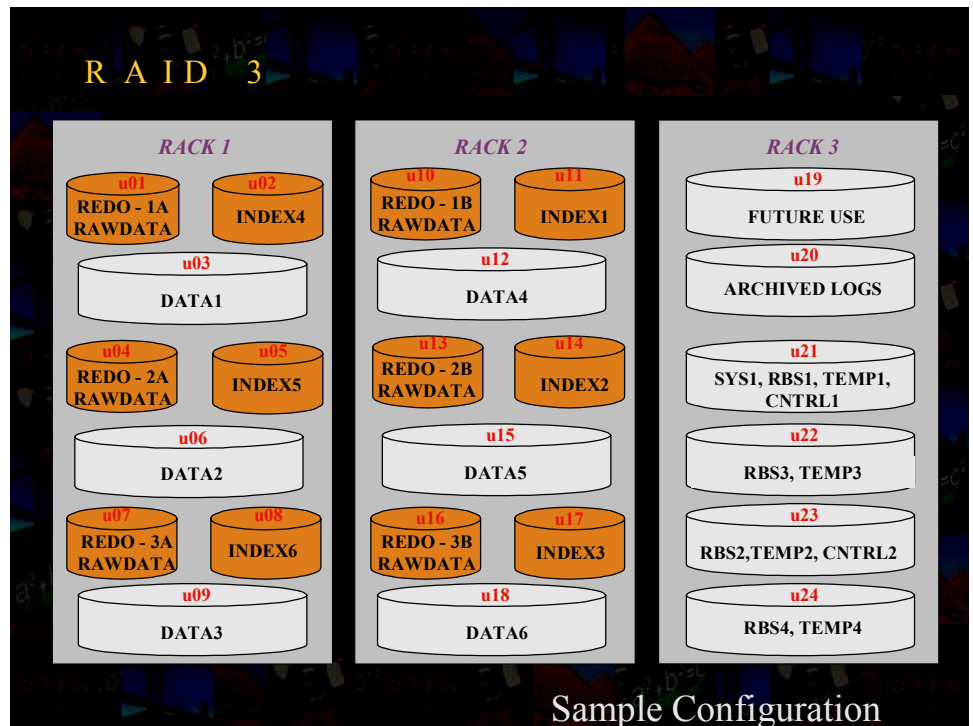 RAID 3
RACK 1
u01
REDO - 1A
RAWDATA
u02
INDEX4
u03
DATA1
u04
REDO - 2A
RAWDATA
u05
INDEX5
u06
DATA2
u07
REDO - 3A
RAWDATA
u08
INDEX6
u09
DATA3
RACK 2
u10
REDO - 1B
RAWDATA
u11
INDEX1
u12
DATA4
u13
REDO - 2B
RAWDATA
u14
INDEX2
u15
DATA5
u16
REDO - 3B
RAWDATA
u17
INDEX3
u18
DATA6
RACK 3
u19
FUTURE USE
u20
ARCHIVED LOGS
u21
SYS1, RBS1, TEMP1,
CNTRL1
u22
RBS3, TEMP3
u23
RBS2,TEMP2, CNTRL2
u24
RBS4, TEMP4
Sample Configuration